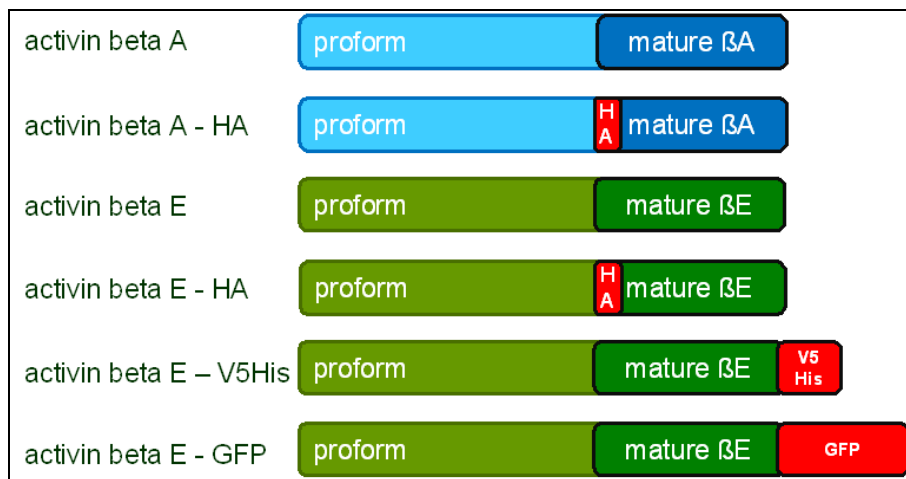 activin beta A proform mature ßA
activin beta A - HA proform H A mature ßA
activin beta E proform mature ßE
activin beta E - HA proform H A mature ßE
activin beta E – V5His proform mature ßE V5 His
activin beta E - GFP proform mature ßE GFP